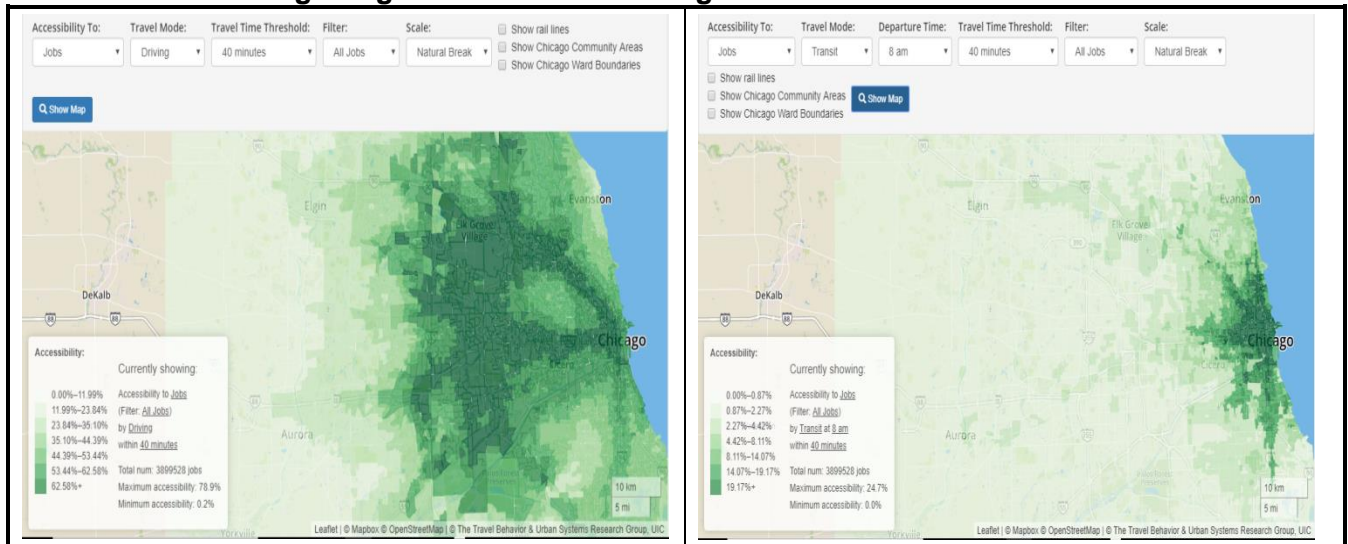 Accessibility To: Travel Mode: Travel Time Threshold: Filter: Scale:
Jobs Driving 40 minutes All Jobs Natural Break
Show rail lines
Show Chicago Community Areas
Show Chicago Ward Boundaries
Show Map
Elgin
Evanston
Elk Grove
Village
DeKalb
88
88
Chicago
Cicero
Aurora
Accessibility:
0.00%–11.99%
11.99%–23.84%
23.84%–35.10%
35.10%–44.39%
44.39%–53.44%
53.44%–62.58%
62.58%+
Currently showing:
Accessibility to Jobs
(Filter: All Jobs)
by Driving
within 40 minutes
Total num: 3899528 jobs
Maximum accessibility: 78.9%
Minimum accessibility: 0.2%
10 km
5 mi
Yorkville
Leaflet | © Mapbox © OpenStreetMap | © The Travel Behavior & Urban Systems Research Group, UIC
Accessibility To: Travel Mode: Departure Time: Travel Time Threshold: Filter: Scale:
Jobs Transit 8 am 40 minutes All Jobs Natural Break
Show rail lines
Show Chicago Community Areas
Show Chicago Ward Boundaries
Show Map
Elgin
Evanston
Elk Grove
Village
DeKalb
88
88
Chicago
Cicero
Aurora
Accessibility:
0.00%–0.87%
0.87%–2.27%
2.27%–4.42%
4.42%–8.11%
8.11%–14.07%
14.07%–19.17%
19.17%+
Currently showing:
Accessibility to Jobs
(Filter: All Jobs)
by Transit at 8 am
within 40 minutes
Total num: 3899528 jobs
Maximum accessibility: 24.7%
Minimum accessibility: 0.0%
10 km
5 mi
Yorkville
Leaflet | © Mapbox © OpenStreetMap | © The Travel Behavior & Urban Systems Research Group, UIC